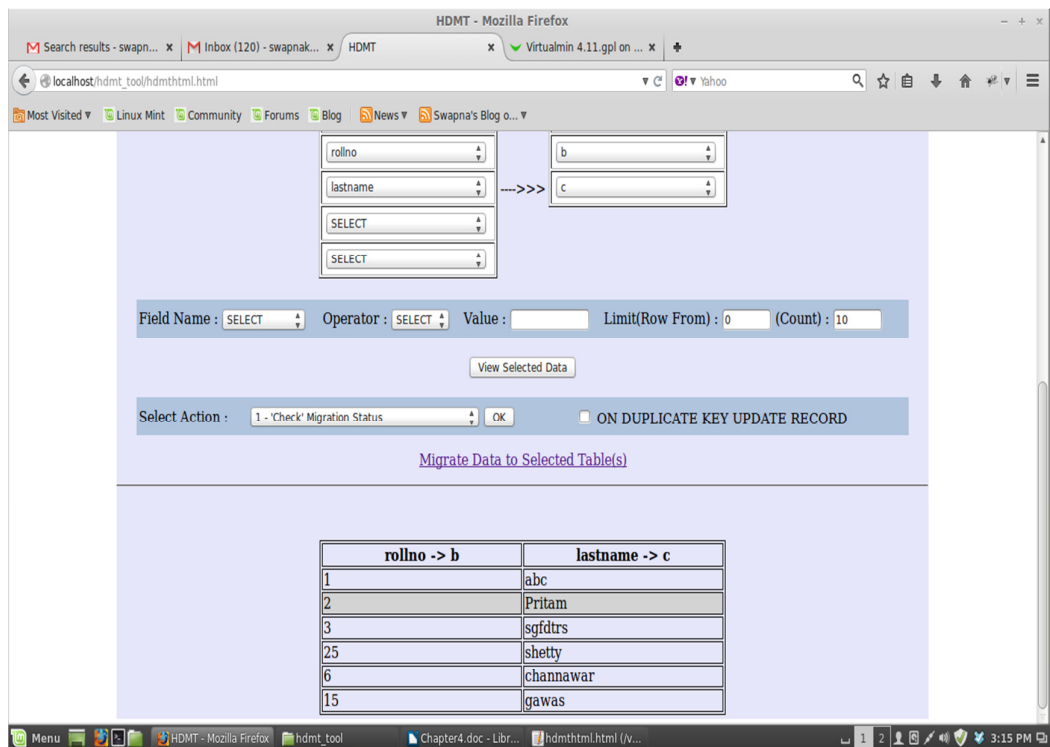 HDMT - Mozilla Firefox
Search results - swapn... x
Inbox (120) - swapnak... x
HDMT x
Virtualmin 4.11.gpl on ... x
localhost/hdmt_tool/hdmthtml.html
Yahoo
Most Visited Linux Mint Community Forums Blog News Swapna's Blog o...
rollno b
lastname ---->>> c
SELECT
SELECT
Field Name : SELECT Operator : SELECT Value : Limit(Row From) : 0 (Count) : 10
View Selected Data
Select Action : 1 - 'Check' Migration Status OK ON DUPLICATE KEY UPDATE RECORD
Migrate Data to Selected Table(s)
rollno -> b lastname -> c
1 abc
2 Pritam
3 sgfdtrs
25 shetty
6 channawar
15 gawas
Menu HDMT - Mozilla Firefox hdmt_tool Chapter4.doc - Libr... hdmthtml.html (/v... 1 2 3:15 PM